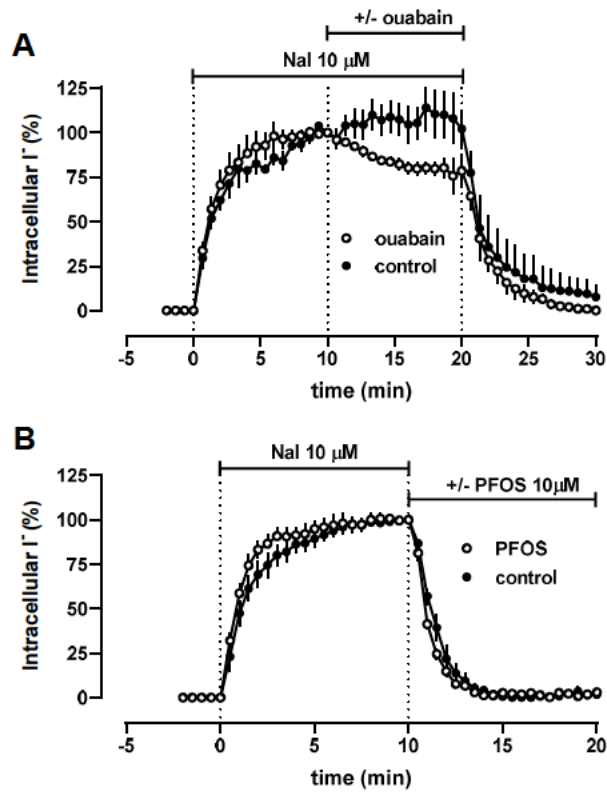 A
+/- ouabain
NaI 10 μM
125
100
75
50
25
0
Intracellular I⁻ (%)
ouabain
control
-5 0 5 10 15 20 25 30
time (min)
B
NaI 10 μM
+/- PFOS 10μM
125
100
75
50
25
0
Intracellular I⁻ (%)
PFOS
control
-5 0 5 10 15 20
time (min)